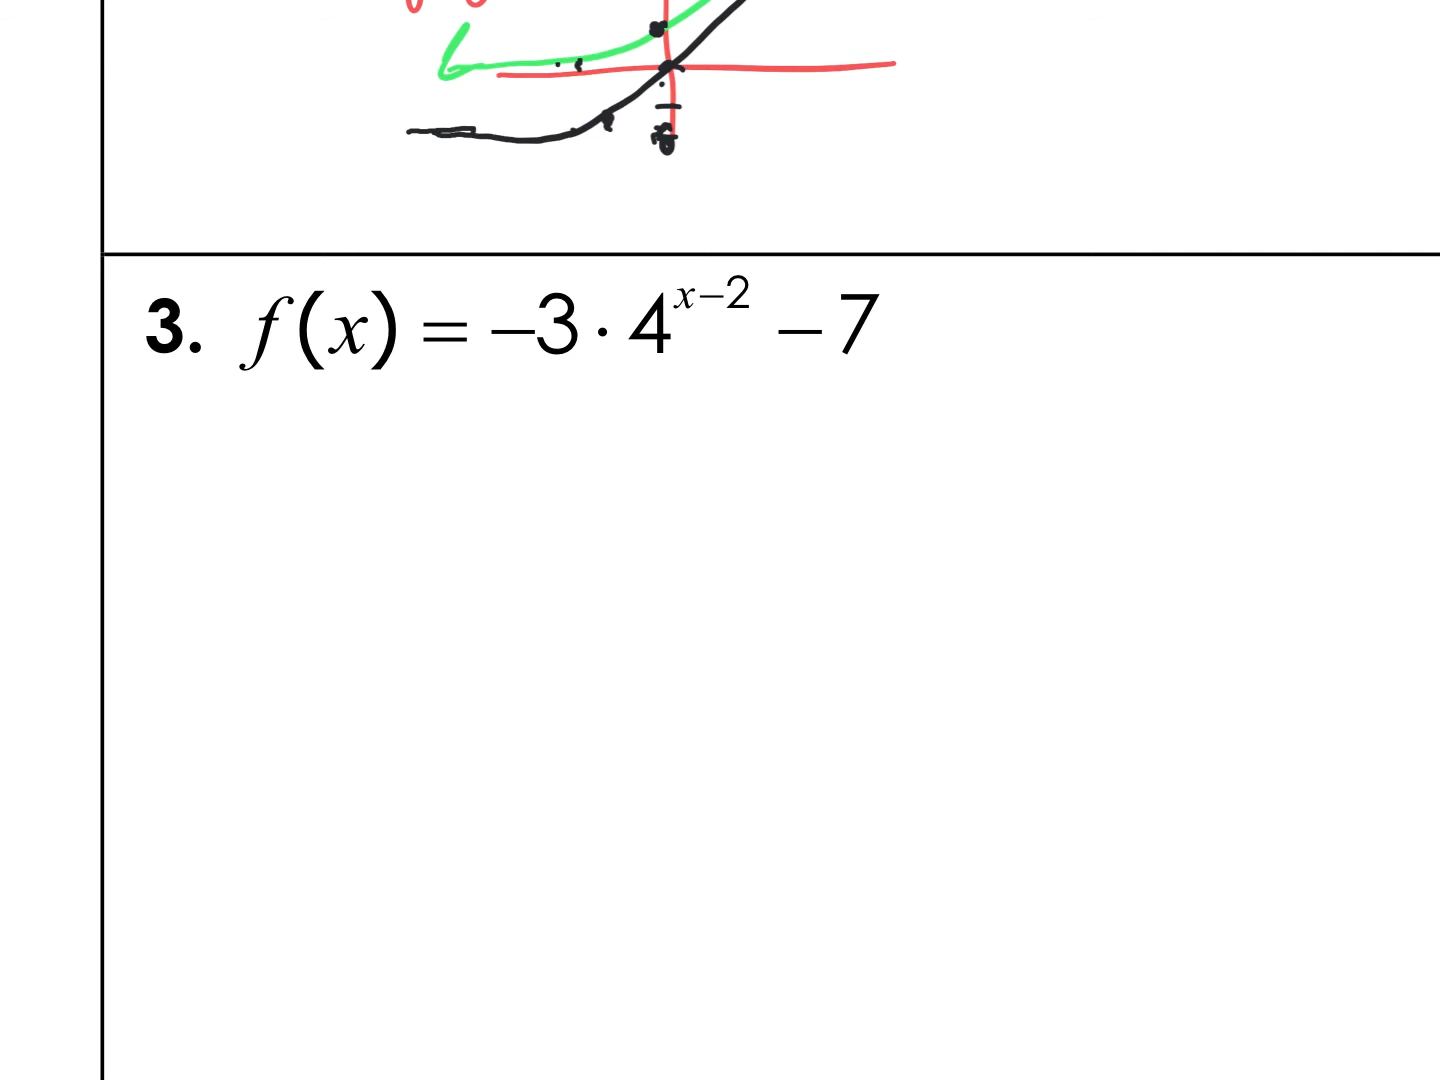 3. f(x) = −3 · 4^{x−2} − 7